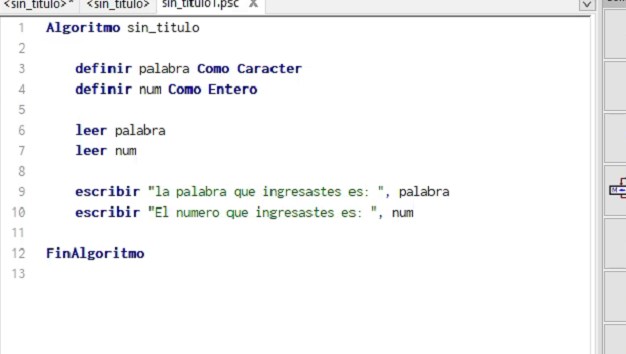 <sin_titulo>* <sin_titulo> sin_titulo1.psc X
1 Algoritmo sin_titulo
2
3 definir palabra Como Caracter
4 definir num Como Entero
5
6 leer palabra
7 leer num
8
9 escribir "la palabra que ingresastes es: ", palabra
10 escribir "El numero que ingresastes es: ", num
11
12 FinAlgoritmo
13